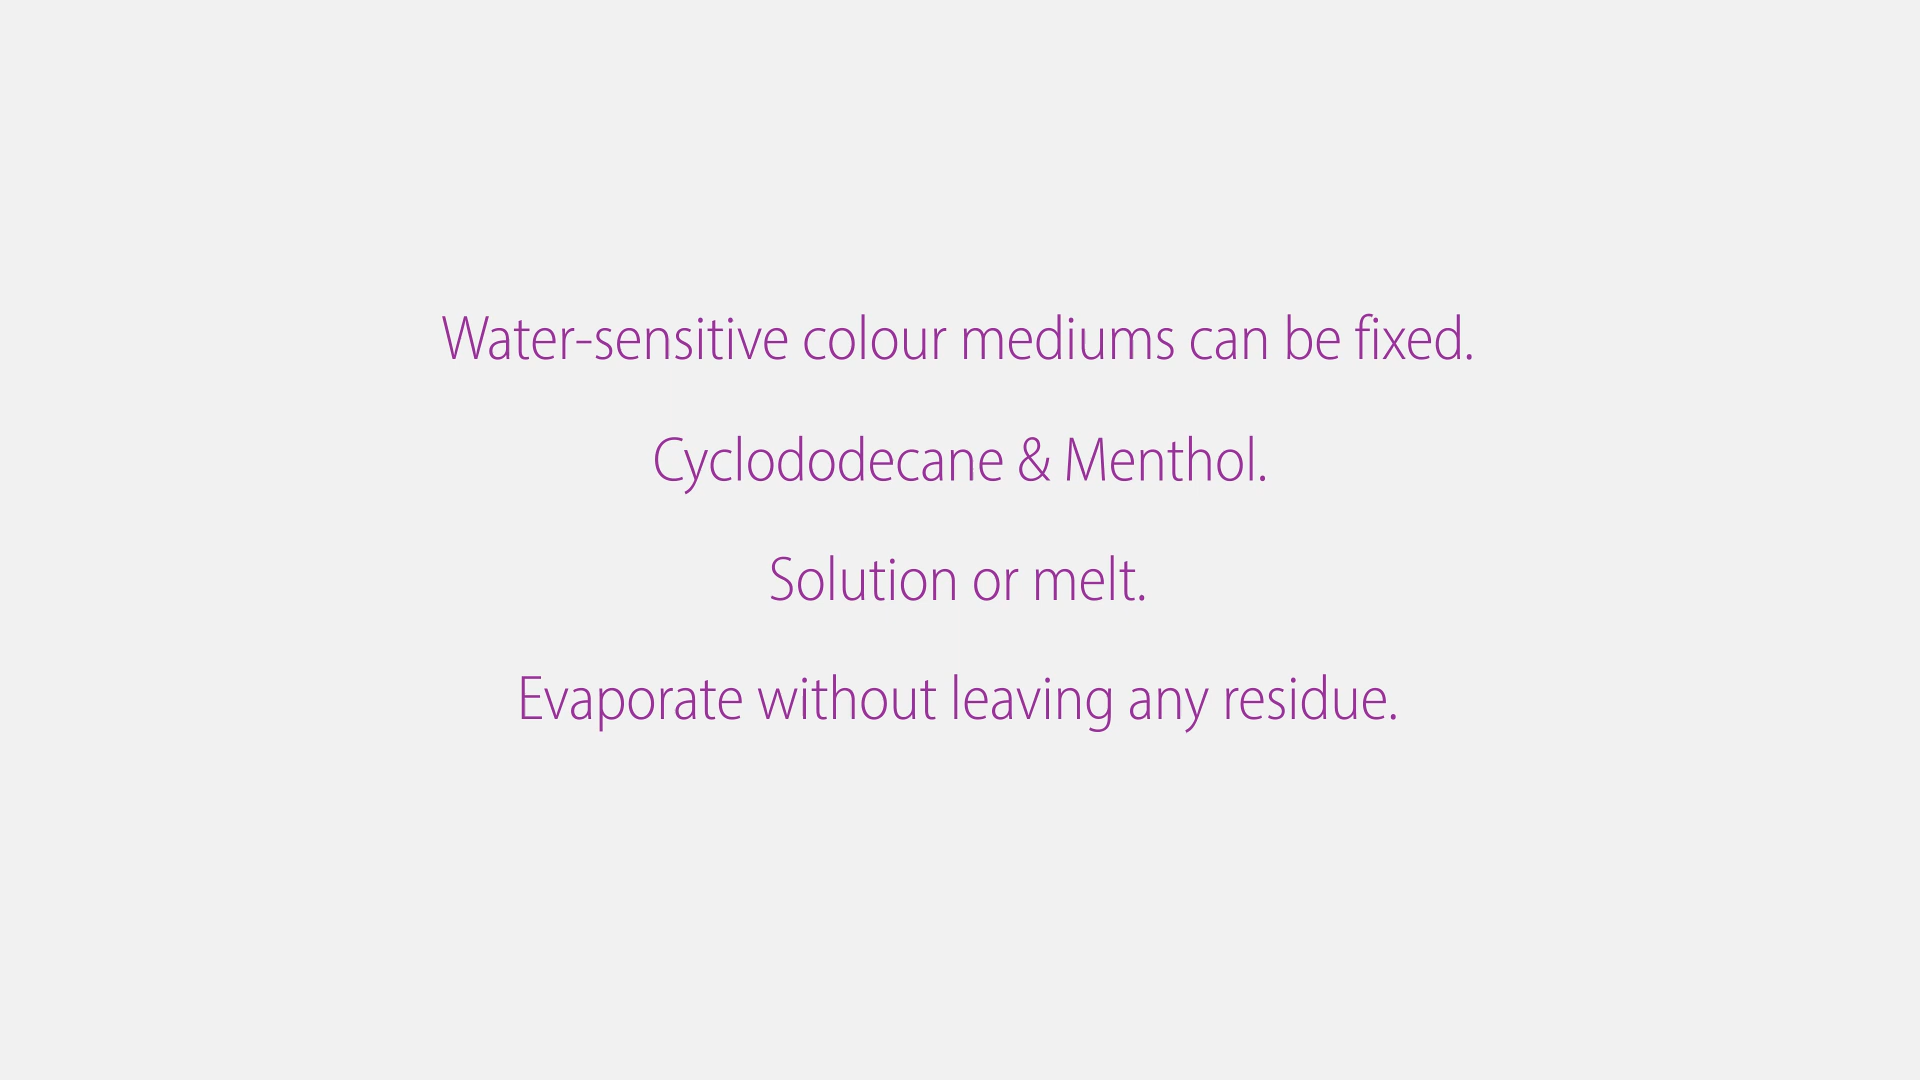 Water-sensitive colour mediums can be fixed.
Cyclododecane & Menthol.
Solution or melt.
Evaporate without leaving any residue.